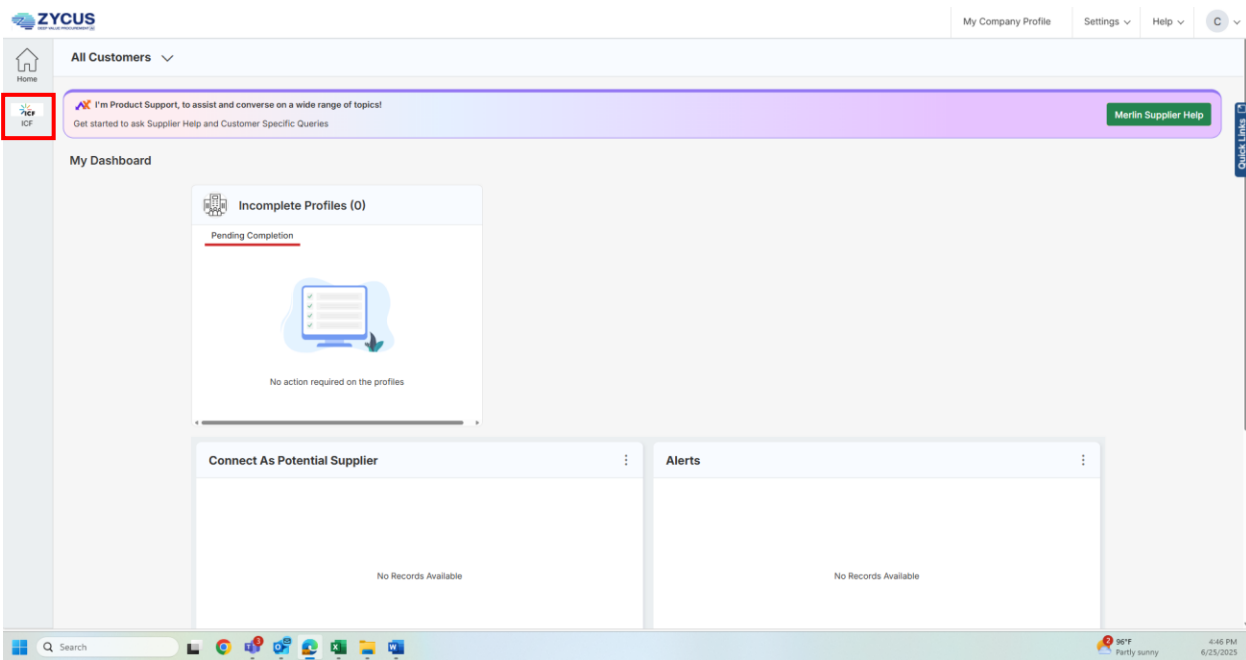 ZYCUS
My Company Profile
Settings
Help
C
Home
All Customers
ICF
ICF
I'm Product Support, to assist and converse on a wide range of topics!
Get started to ask Supplier Help and Customer Specific Queries
Merlin Supplier Help
Quick Links
My Dashboard
Incomplete Profiles (0)
Pending Completion
No action required on the profiles
Connect As Potential Supplier
Alerts
No Records Available
No Records Available
Search
3
2
96°F
Partly sunny
4:46 PM
6/25/2025